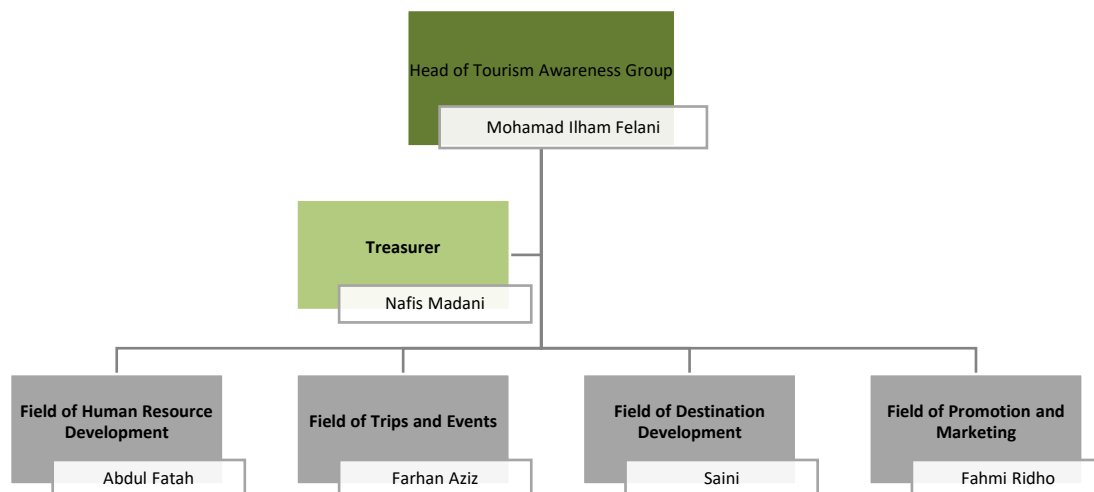 Head of Tourism Awareness Group
Mohamad Ilham Felani
Treasurer
Nafis Madani
Field of Human Resource
Development
Abdul Fatah
Field of Trips and Events
Farhan Aziz
Field of Destination
Development
Saini
Field of Promotion and
Marketing
Fahmi Ridho